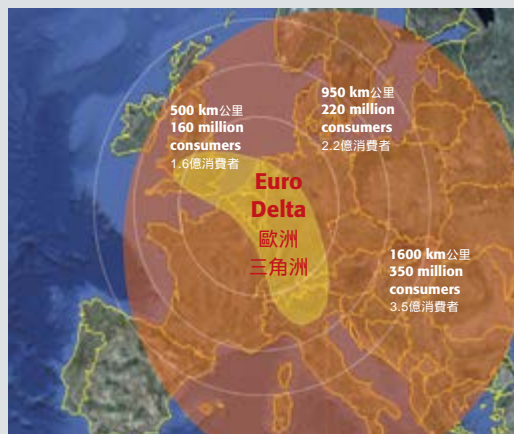 500 km公里
160 million
consumers
1.6億消費者
950 km公里
220 million
consumers
2.2億消費者
Euro
Delta
歐洲
三角洲
1600 km公里
350 million
consumers
3.5億消費者